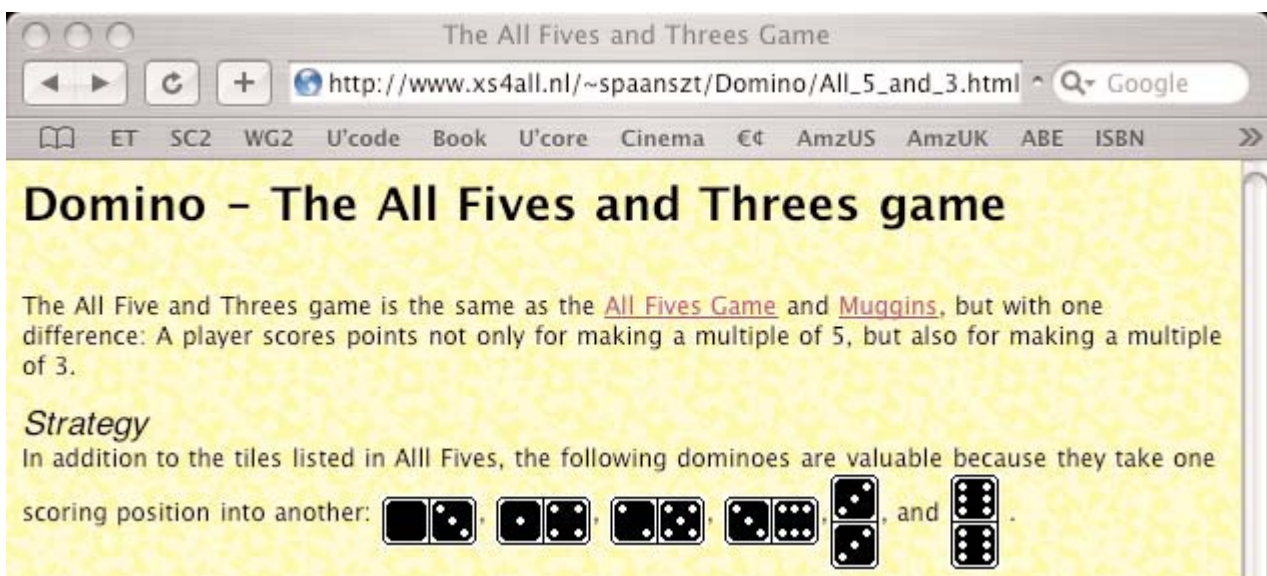 The All Fives and Threes Game
http://www.xs4all.nl/~spaanszt/Domino/All_5_and_3.html Google
ET SC2 WG2 U'code Book U'core Cinema €¢ AmzUS AmzUK ABE ISBN
Domino – The All Fives and Threes game
The All Five and Threes game is the same as the All Fives Game and Muggins, but with one
difference: A player scores points not only for making a multiple of 5, but also for making a multiple
of 3.
Strategy
In addition to the tiles listed in Alll Fives, the following dominoes are valuable because they take one
scoring position into another: , , , , , and .